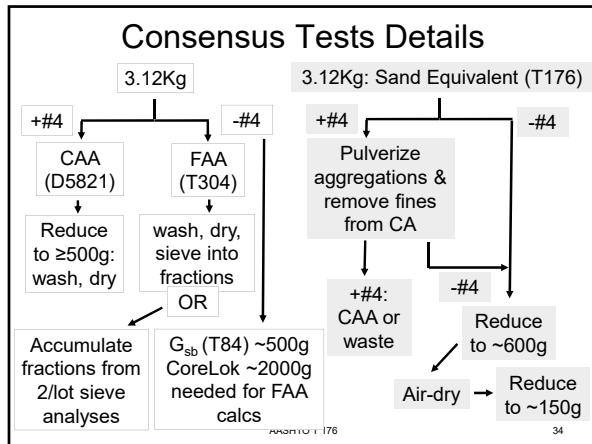 Consensus Tests Details
3.12Kg
+#4
-#4
CAA
(D5821)
FAA
(T304)
Reduce
to ≥500g:
wash, dry
wash, dry,
sieve into
fractions
OR
Accumulate
fractions from
2/lot sieve
analyses
Gsb (T84) ~500g
CoreLok ~2000g
needed for FAA
calcs
3.12Kg: Sand Equivalent (T176)
+#4
-#4
Pulverize
aggregations &
remove fines
from CA
+#4:
CAA or
waste
-#4
Reduce
to ~600g
Air-dry
Reduce
to ~150g
AASHTO T 176
34